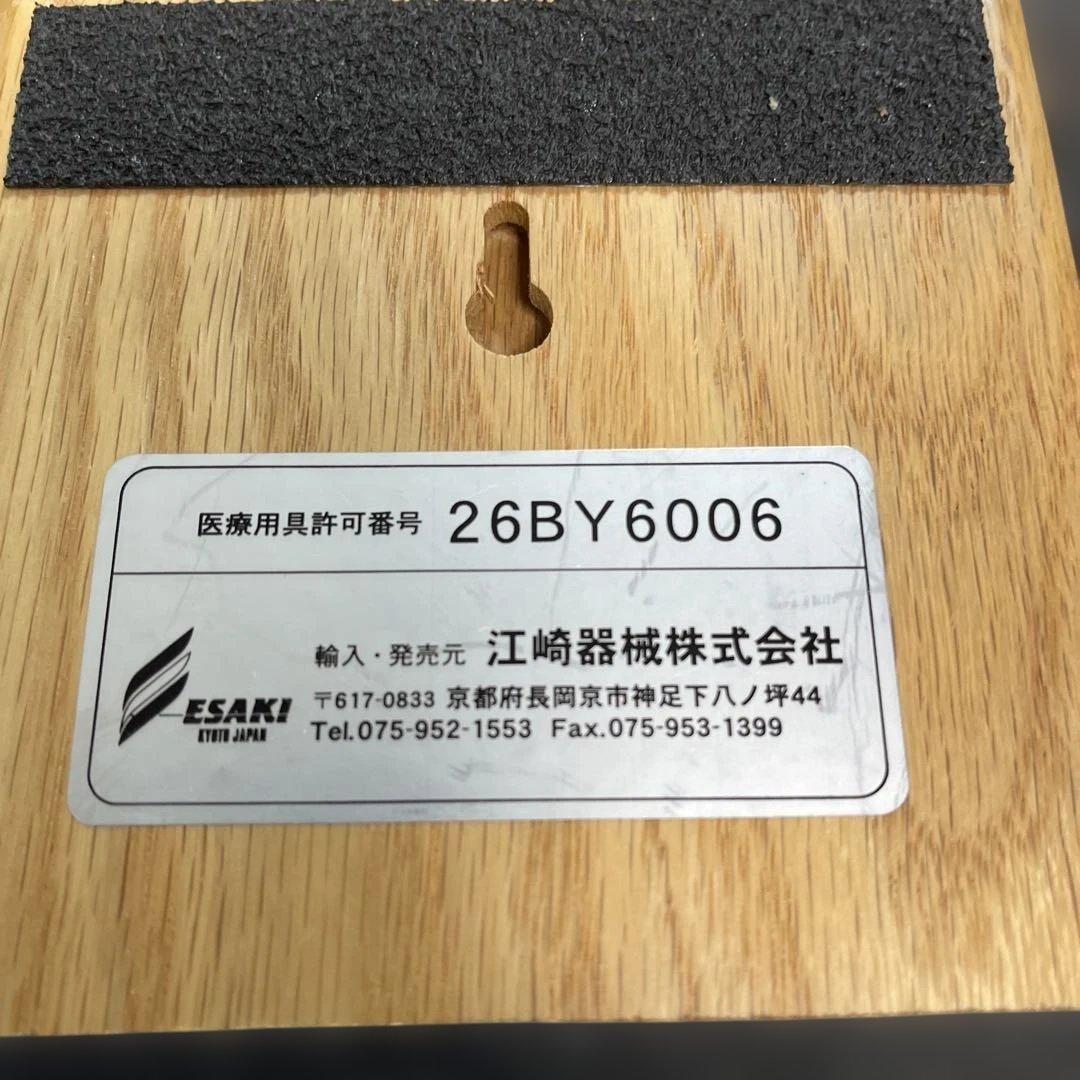 医療用具許可番号 26BY6006
輸入・発売元 江崎器械株式会社
〒617-0833 京都府長岡京市神足下八ノ坪44
Tel.075-952-1553 Fax.075-953-1399
ESAKI
KYOTO JAPAN